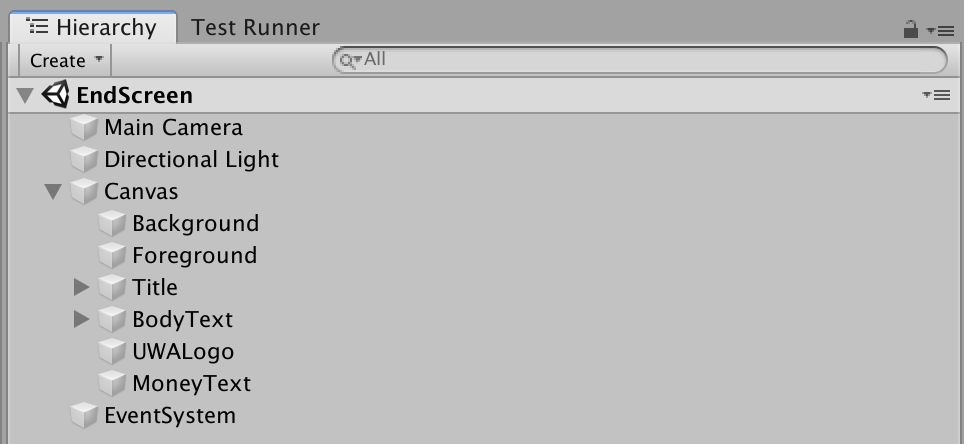 Hierarchy Test Runner
Create All
EndScreen
Main Camera
Directional Light
Canvas
Background
Foreground
Title
BodyText
UWALogo
MoneyText
EventSystem